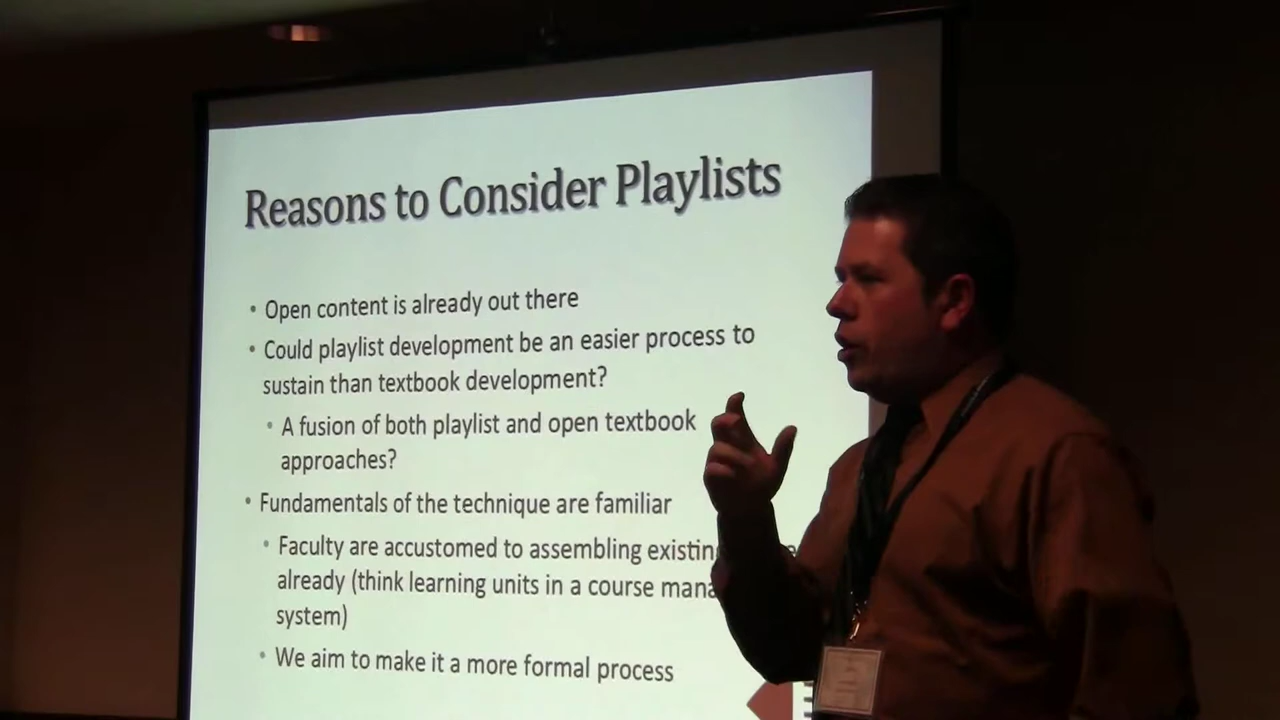 Reasons to Consider Playlists
• Open content is already out there
• Could playlist development be an easier process to
sustain than textbook development?
• A fusion of both playlist and open textbook
approaches?
• Fundamentals of the technique are familiar
• Faculty are accustomed to assembling
already (think learning units in a course
system)
• We aim to make it a more formal process